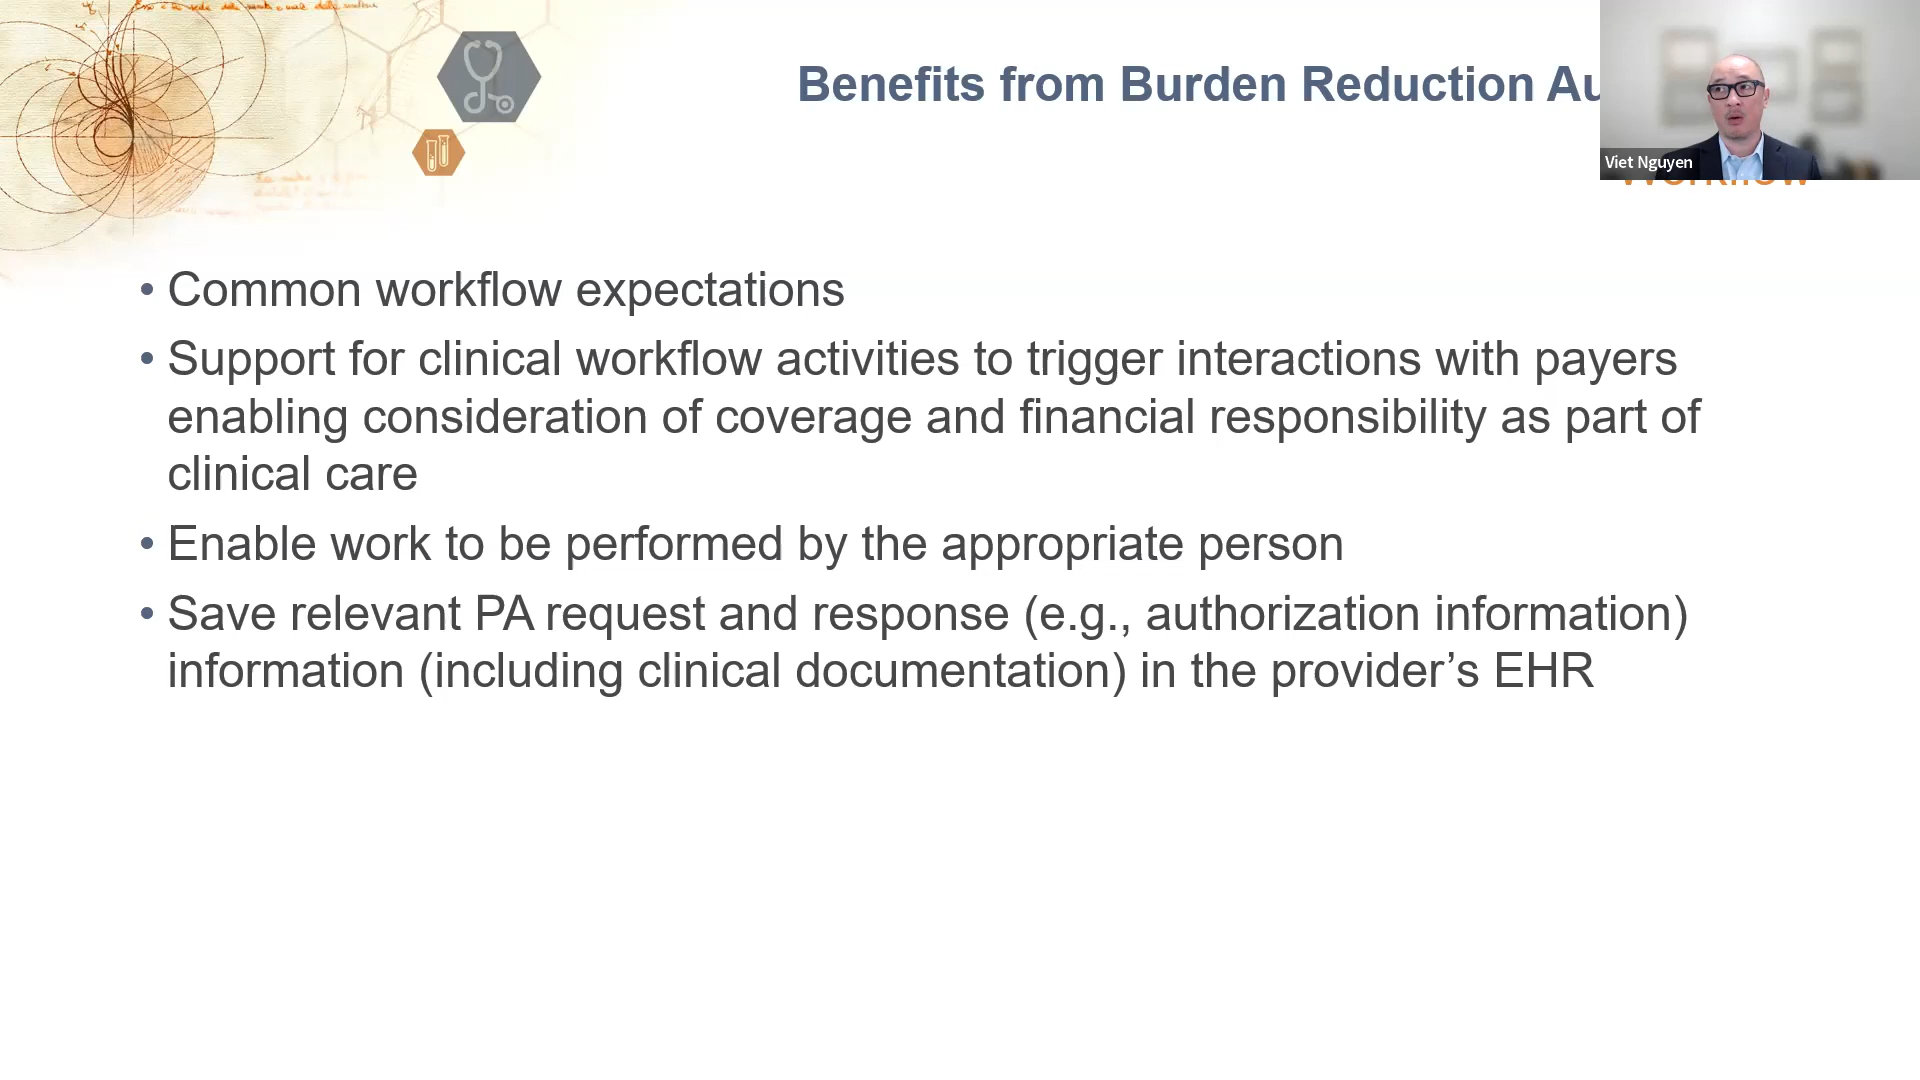 Benefits from Burden Reduction Au
Viet Nguyen
Workflow
• Common workflow expectations
• Support for clinical workflow activities to trigger interactions with payers
enabling consideration of coverage and financial responsibility as part of
clinical care
• Enable work to be performed by the appropriate person
• Save relevant PA request and response (e.g., authorization information)
information (including clinical documentation) in the provider’s EHR